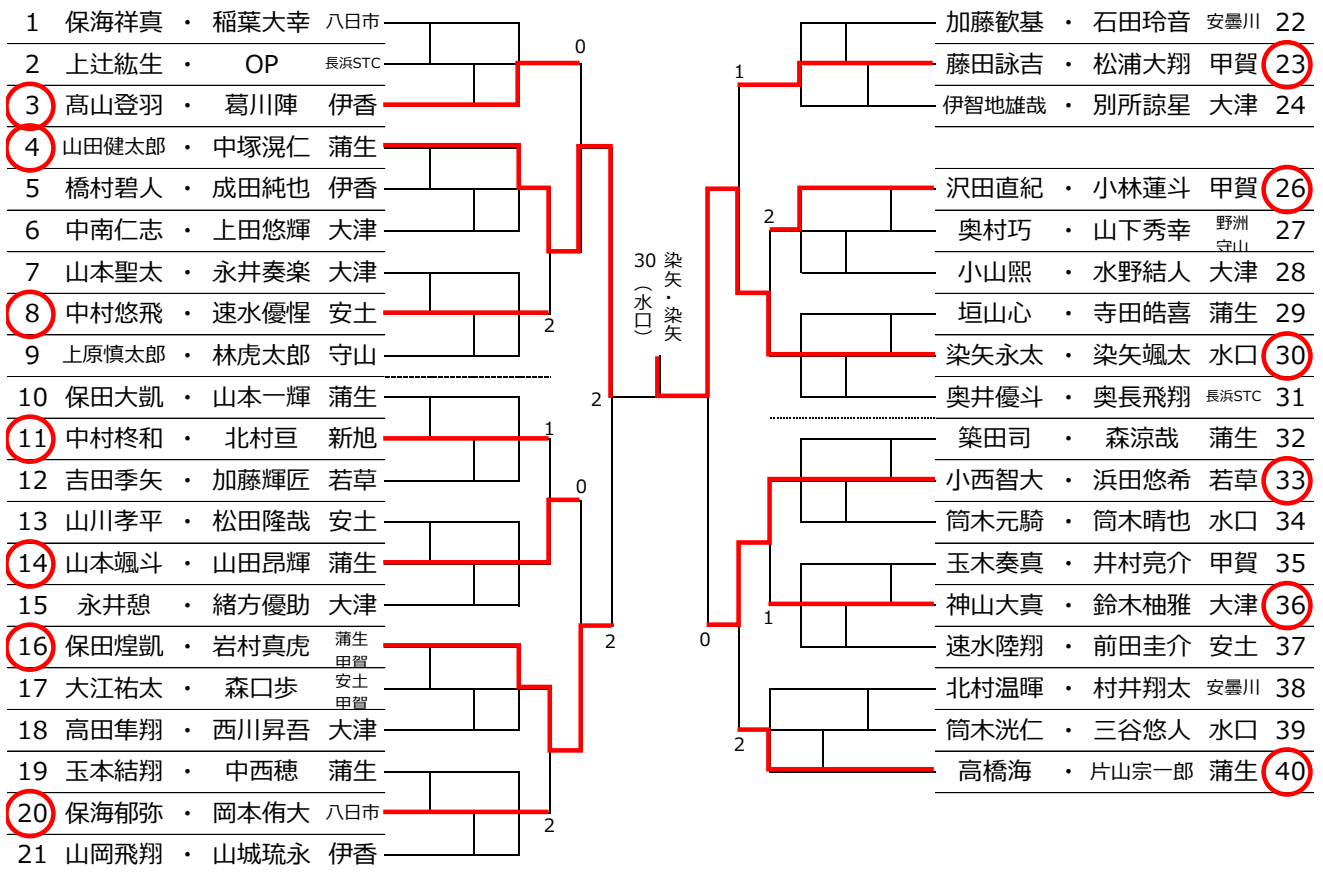 1 保海祥真 ・ 稲葉大幸 八日市
2 上辻紘生 ・ OP 長浜STC
3 髙山登羽 ・ 葛川陣 伊香
4 山田健太郎 ・ 中塚滉仁 蒲生
5 橋村碧人 ・ 成田純也 伊香
6 中南仁志 ・ 上田悠輝 大津
7 山本聖太 ・ 永井奏楽 大津
8 中村悠飛 ・ 速水優惺 安土
9 上原慎太郎 ・ 林虎太郎 守山
10 保田大凱 ・ 山本一輝 蒲生
11 中村柊和 ・ 北村亘 新旭
12 吉田季矢 ・ 加藤輝匠 若草
13 山川孝平 ・ 松田隆哉 安土
14 山本颯斗 ・ 山田昂輝 蒲生
15 永井憩 ・ 緒方優助 大津
16 保田煌凱 ・ 岩村真虎 蒲生 甲賀
17 大江祐太 ・ 森口歩 安土 甲賀
18 高田隼翔 ・ 西川昇吾 大津
19 玉本結翔 ・ 中西穂 蒲生
20 保海郁弥 ・ 岡本侑大 八日市
21 山岡飛翔 ・ 山城琉永 伊香
0
2
2
1
0
2
2
染矢・染矢
30（水口）
1
2
0
1
2
加藤歓基 ・ 石田玲音 安曇川 22
藤田詠吉 ・ 松浦大翔 甲賀 23
伊智地雄哉 ・ 別所諒星 大津 24
沢田直紀 ・ 小林蓮斗 甲賀 26
奥村巧 ・ 山下秀幸 野洲 守山 27
小山熙 ・ 水野結人 大津 28
垣山心 ・ 寺田皓喜 蒲生 29
染矢永太 ・ 染矢颯太 水口 30
奥井優斗 ・ 奥長飛翔 長浜STC 31
築田司 ・ 森涼哉 蒲生 32
小西智大 ・ 浜田悠希 若草 33
筒木元騎 ・ 筒木晴也 水口 34
玉木奏真 ・ 井村亮介 甲賀 35
神山大真 ・ 鈴木柚雅 大津 36
速水陸翔 ・ 前田圭介 安土 37
北村温暉 ・ 村井翔太 安曇川 38
筒木洸仁 ・ 三谷悠人 水口 39
高橋海 ・ 片山宗一郎 蒲生 40